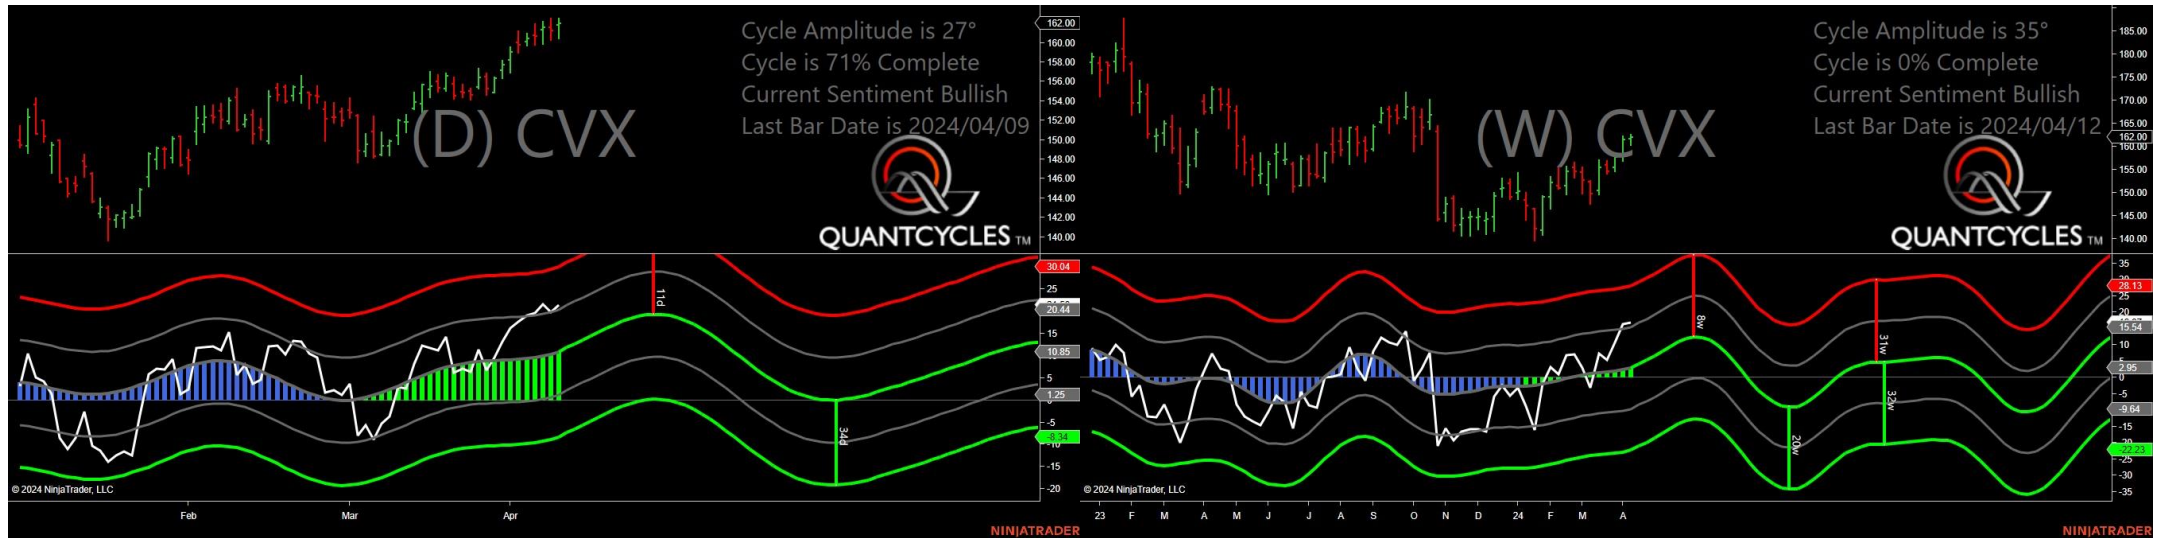 Cycle Amplitude is 27°
Cycle is 71% Complete
Current Sentiment Bullish
Last Bar Date is 2024/04/09
(D) CVX
QUANTCYCLES TM
162.00
160.00
158.00
156.00
154.00
152.00
150.00
148.00
146.00
144.00
142.00
140.00
30.04
25
20.44
15
10.85
5
1.25
-5
-8.34
-15
-20
11d
34d
© 2024 NinjaTrader, LLC
Feb Mar Apr
NINJATRADER
Cycle Amplitude is 35°
Cycle is 0% Complete
Current Sentiment Bullish
Last Bar Date is 2024/04/12
(W) CVX
QUANTCYCLES TM
185.00
180.00
175.00
170.00
165.00
162.00
160.00
155.00
150.00
145.00
140.00
35
28.13
25
20
15.54
10
5
2.95
0
-5
-9.64
-15
-22.23
-25
-30
-35
8w
31w
20w
32w
© 2024 NinjaTrader, LLC
23 F M A M J J A S O N D 24 F M A
NINJATRADER